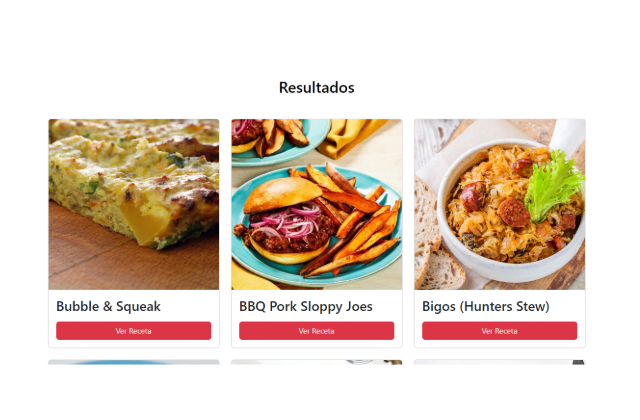 Resultados
Bubble & Squeak
Ver Receta
BBQ Pork Sloppy Joes
Ver Receta
Bigos (Hunters Stew)
Ver Receta